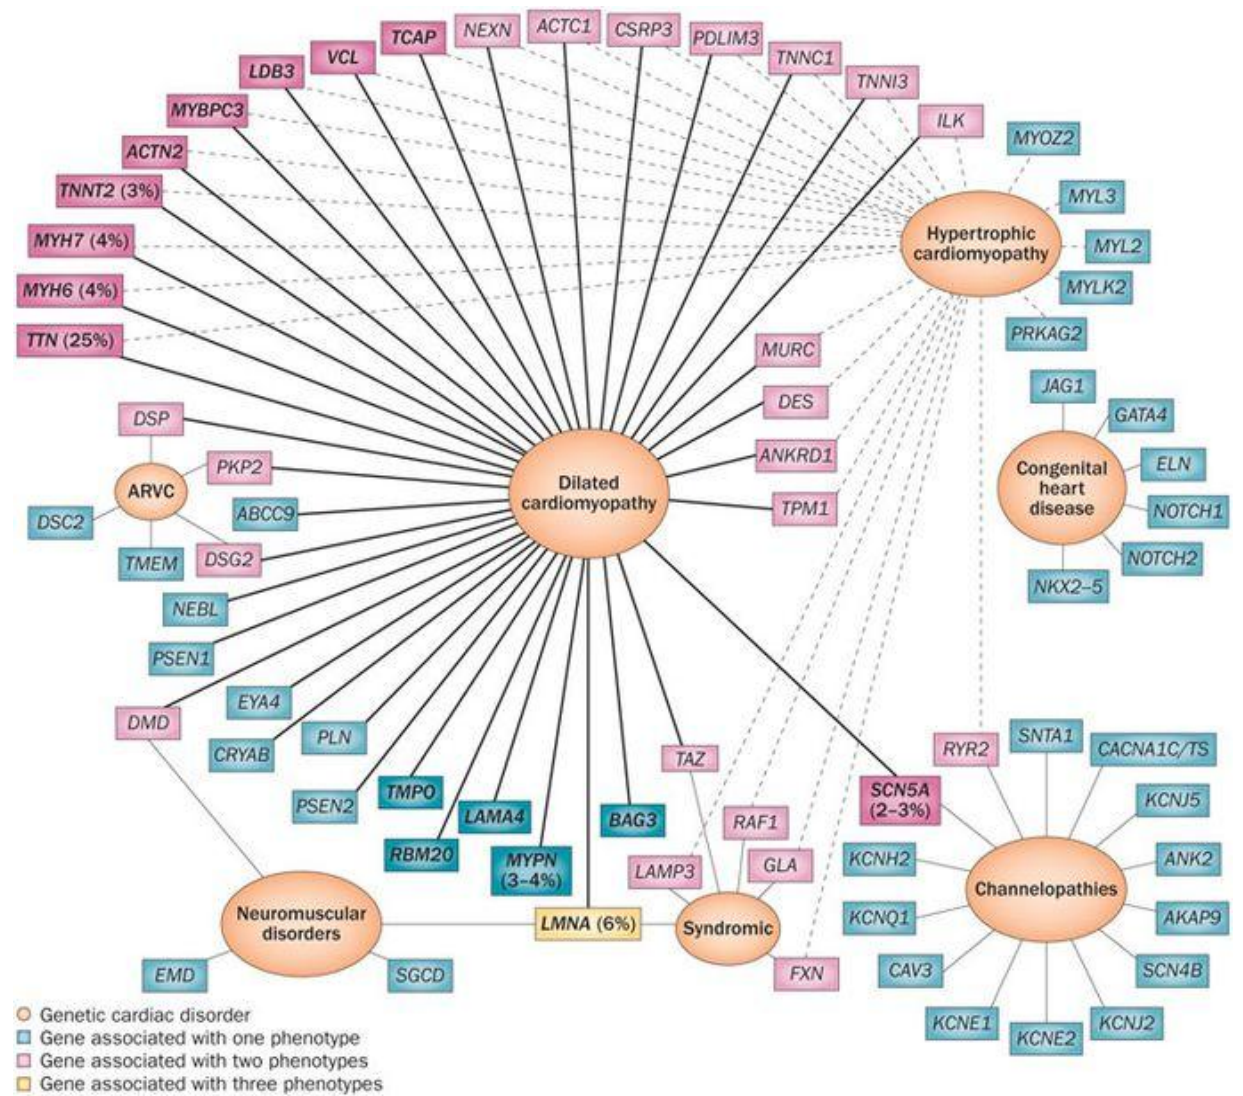 TCAP
NEXN
ACTC1
CSRP3
PDLIM3
VCL
TNNC1
LDB3
TNNI3
MYBPC3
ILK
MYOZ2
ACTN2
TNNT2 (3%)
MYL3
MYH7 (4%)
Hypertrophic
cardiomyopathy
MYL2
MYH6 (4%)
MYLK2
TTN (25%)
PRKAG2
MURC
JAG1
DES
GATA4
DSP
ANKRD1
PKP2
ELN
ARVC
Dilated
cardiomyopathy
Congenital
heart
disease
TPM1
NOTCH1
DSC2
ABCC9
TMEM
DSG2
NOTCH2
NKX2–5
NEBL
PSEN1
EYA4
DMD
PLN
CRYAB
TAZ
RYR2
SNTA1
CACNA1C/TS
PSEN2
TMPO
LAMA4
BAG3
SCN5A
(2–3%)
KCNJ5
RAF1
RBM20
MYPN
(3–4%)
LAMP3
GLA
KCNH2
ANK2
Channelopathies
Neuromuscular
disorders
LMNA (6%)
Syndromic
KCNQ1
AKAP9
EMD
SGCD
FXN
CAV3
SCN4B
KCNE1
KCNE2
KCNJ2
Genetic cardiac disorder
Gene associated with one phenotype
Gene associated with two phenotypes
Gene associated with three phenotypes